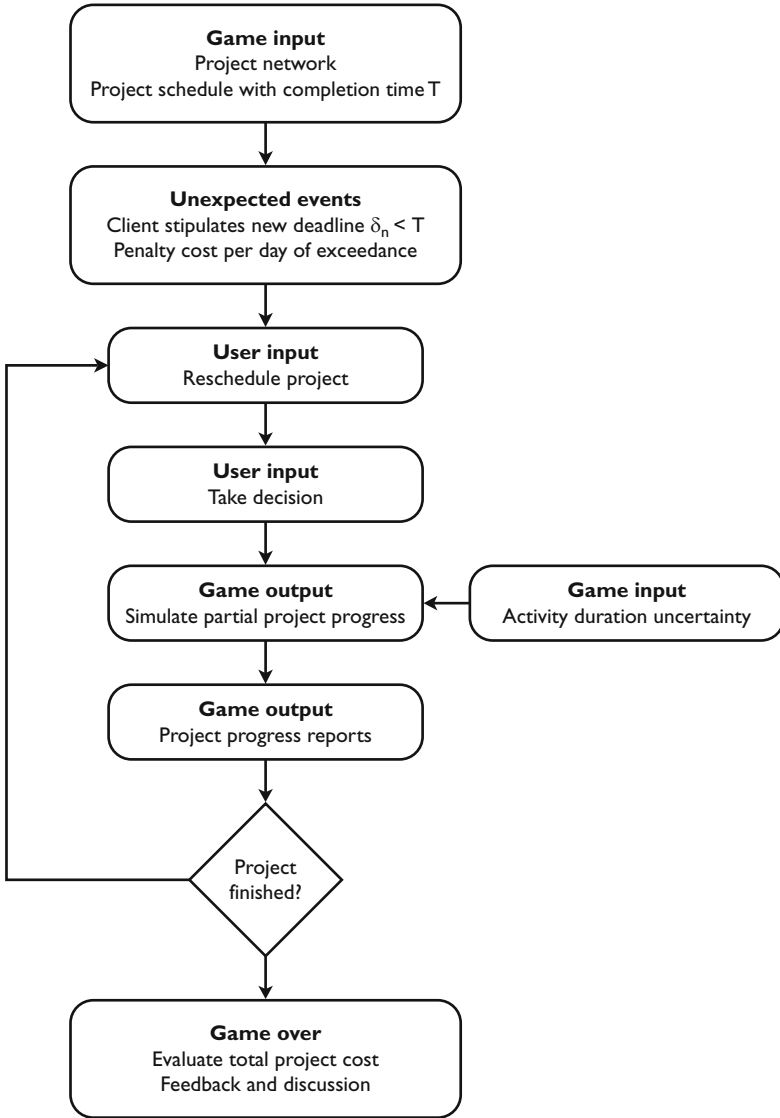 Game input
Project network
Project schedule with completion time T
Unexpected events
Client stipulates new deadline δn < T
Penalty cost per day of exceedance
User input
Reschedule project
User input
Take decision
Game output
Simulate partial project progress
Game input
Activity duration uncertainty
Game output
Project progress reports
Project
finished?
Game over
Evaluate total project cost
Feedback and discussion